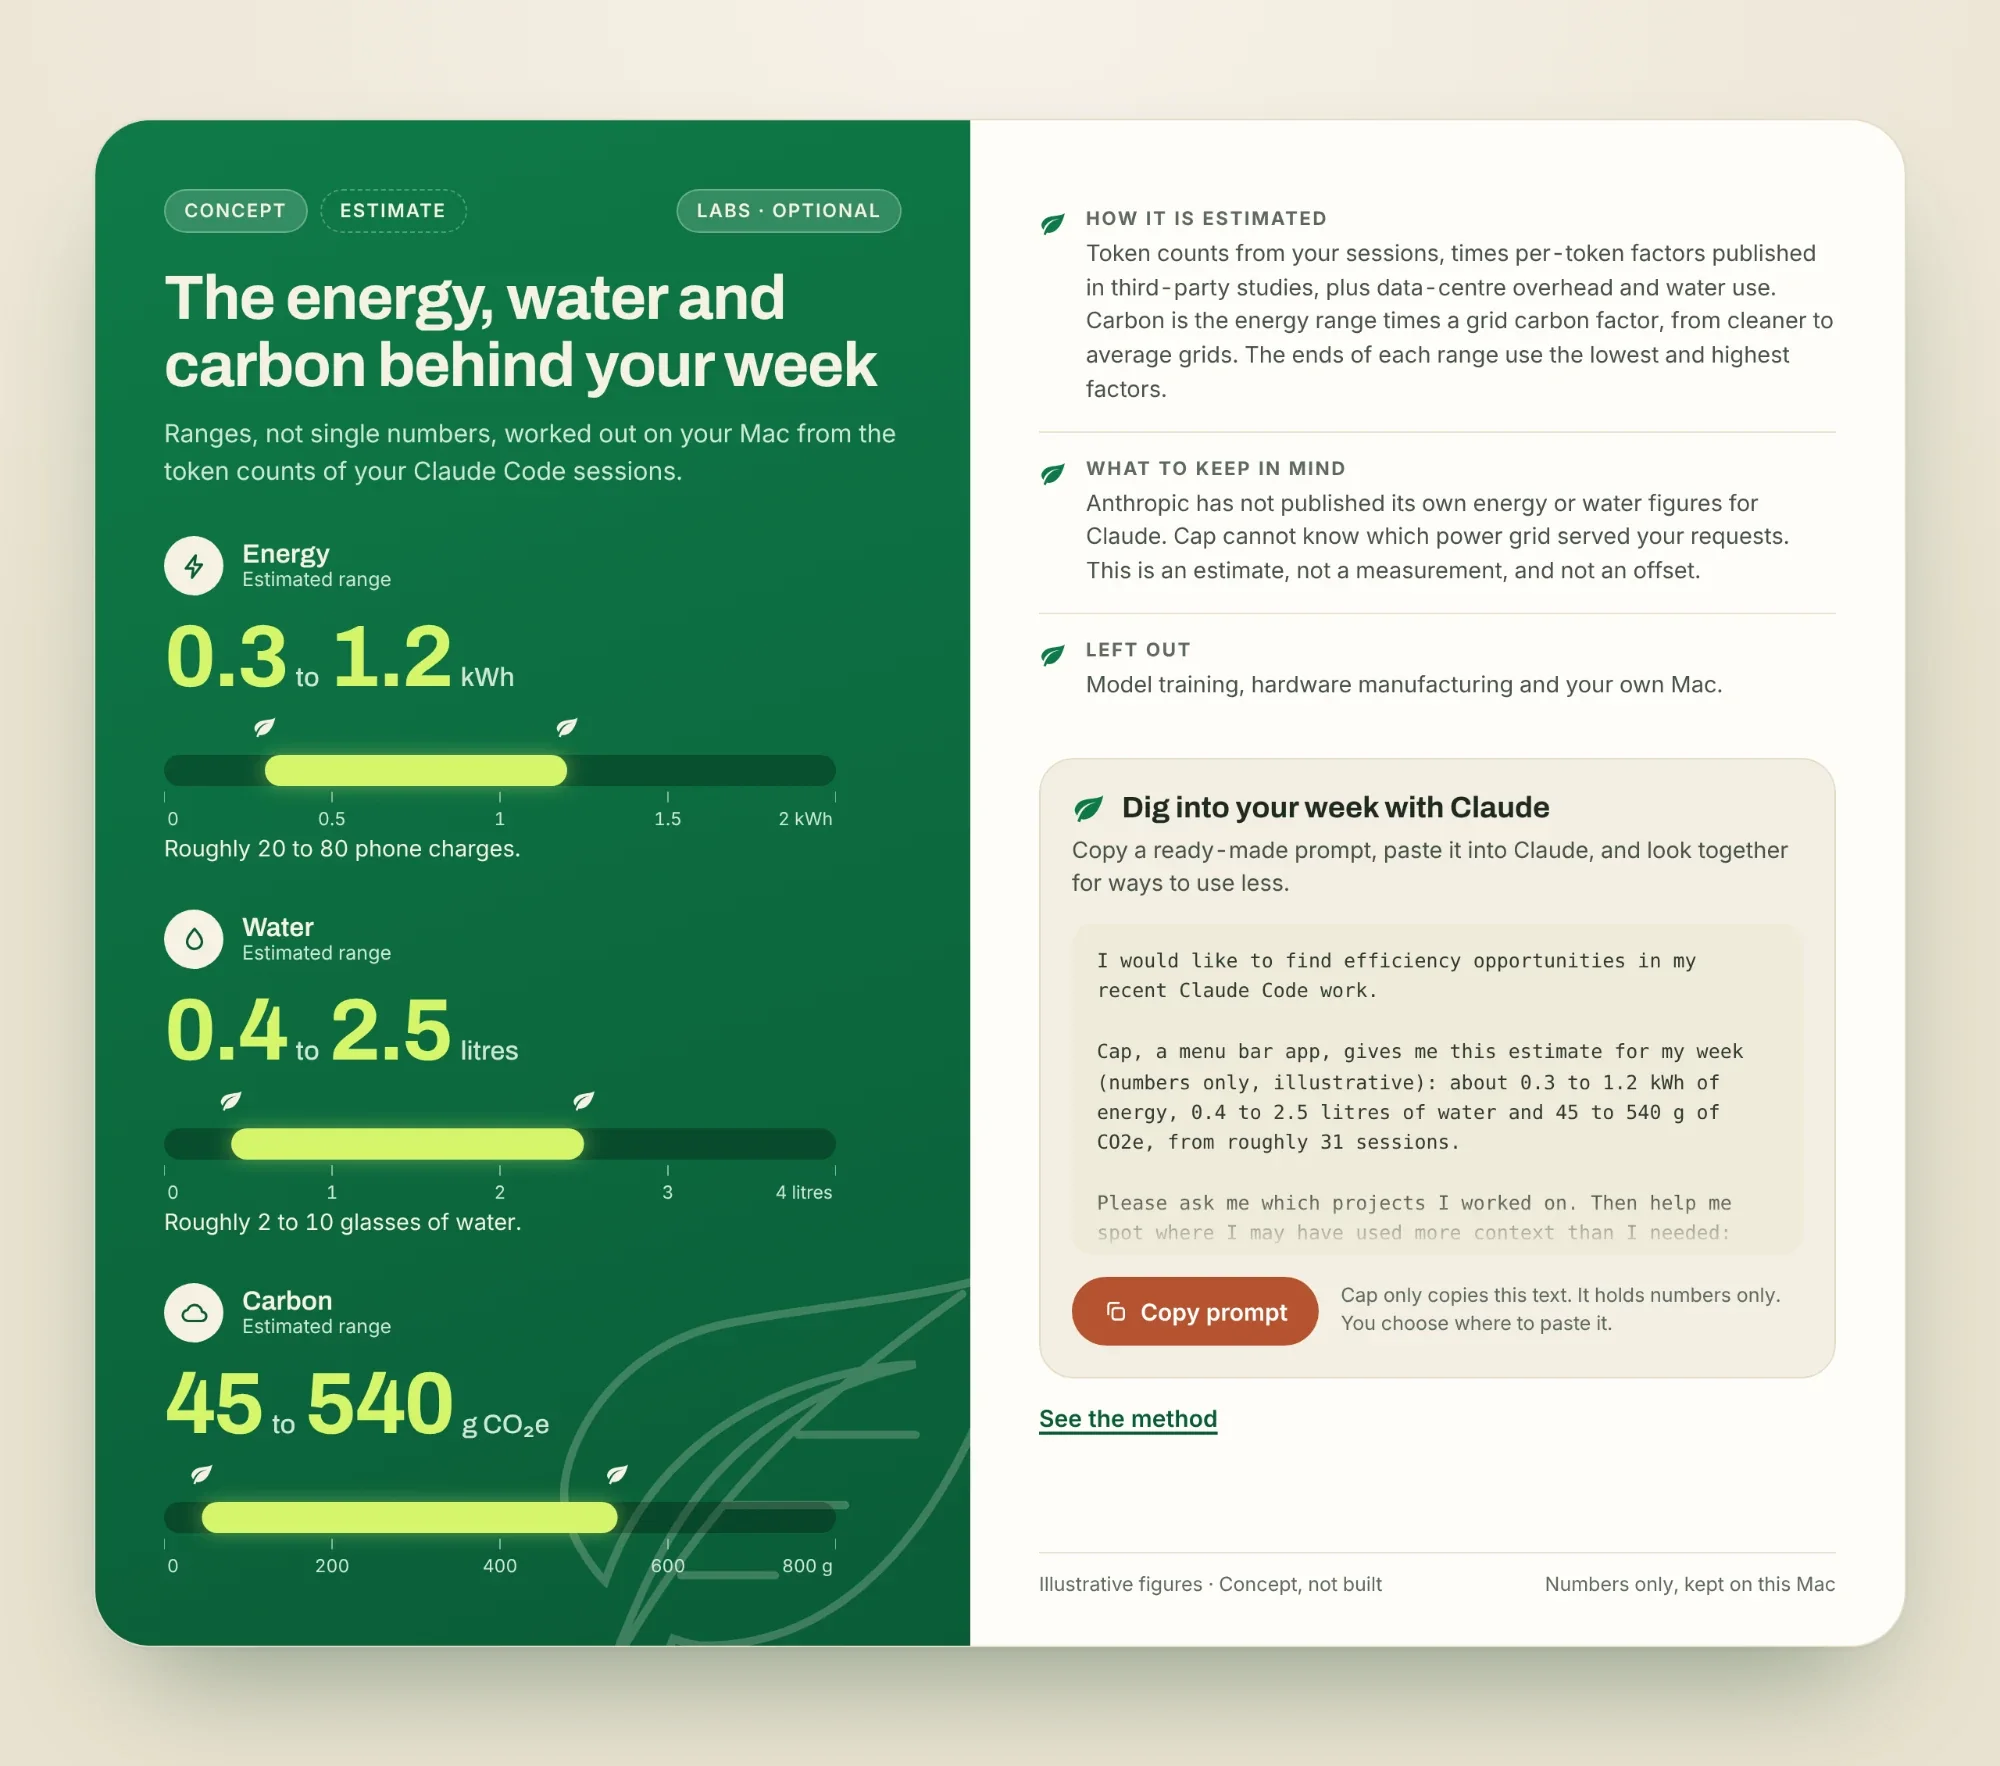 CONCEPT
ESTIMATE
LABS · OPTIONAL
The energy, water and
carbon behind your week
Ranges, not single numbers, worked out on your Mac from the
token counts of your Claude Code sessions.
Energy
Estimated range
0.3 to 1.2 kWh
0 0.5 1 1.5 2 kWh
Roughly 20 to 80 phone charges.
Water
Estimated range
0.4 to 2.5 litres
0 1 2 3 4 litres
Roughly 2 to 10 glasses of water.
Carbon
Estimated range
45 to 540 g CO₂e
0 200 400 600 800 g
HOW IT IS ESTIMATED
Token counts from your sessions, times per-token factors published
in third-party studies, plus data-centre overhead and water use.
Carbon is the energy range times a grid carbon factor, from cleaner to
average grids. The ends of each range use the lowest and highest
factors.
WHAT TO KEEP IN MIND
Anthropic has not published its own energy or water figures for
Claude. Cap cannot know which power grid served your requests.
This is an estimate, not a measurement, and not an offset.
LEFT OUT
Model training, hardware manufacturing and your own Mac.
Dig into your week with Claude
Copy a ready-made prompt, paste it into Claude, and look together
for ways to use less.
I would like to find efficiency opportunities in my
recent Claude Code work.
Cap, a menu bar app, gives me this estimate for my week
(numbers only, illustrative): about 0.3 to 1.2 kWh of
energy, 0.4 to 2.5 litres of water and 45 to 540 g of
CO2e, from roughly 31 sessions.
Please ask me which projects I worked on. Then help me
spot where I may have used more context than I needed:
Copy prompt
Cap only copies this text. It holds numbers only.
You choose where to paste it.
See the method
Illustrative figures · Concept, not built
Numbers only, kept on this Mac